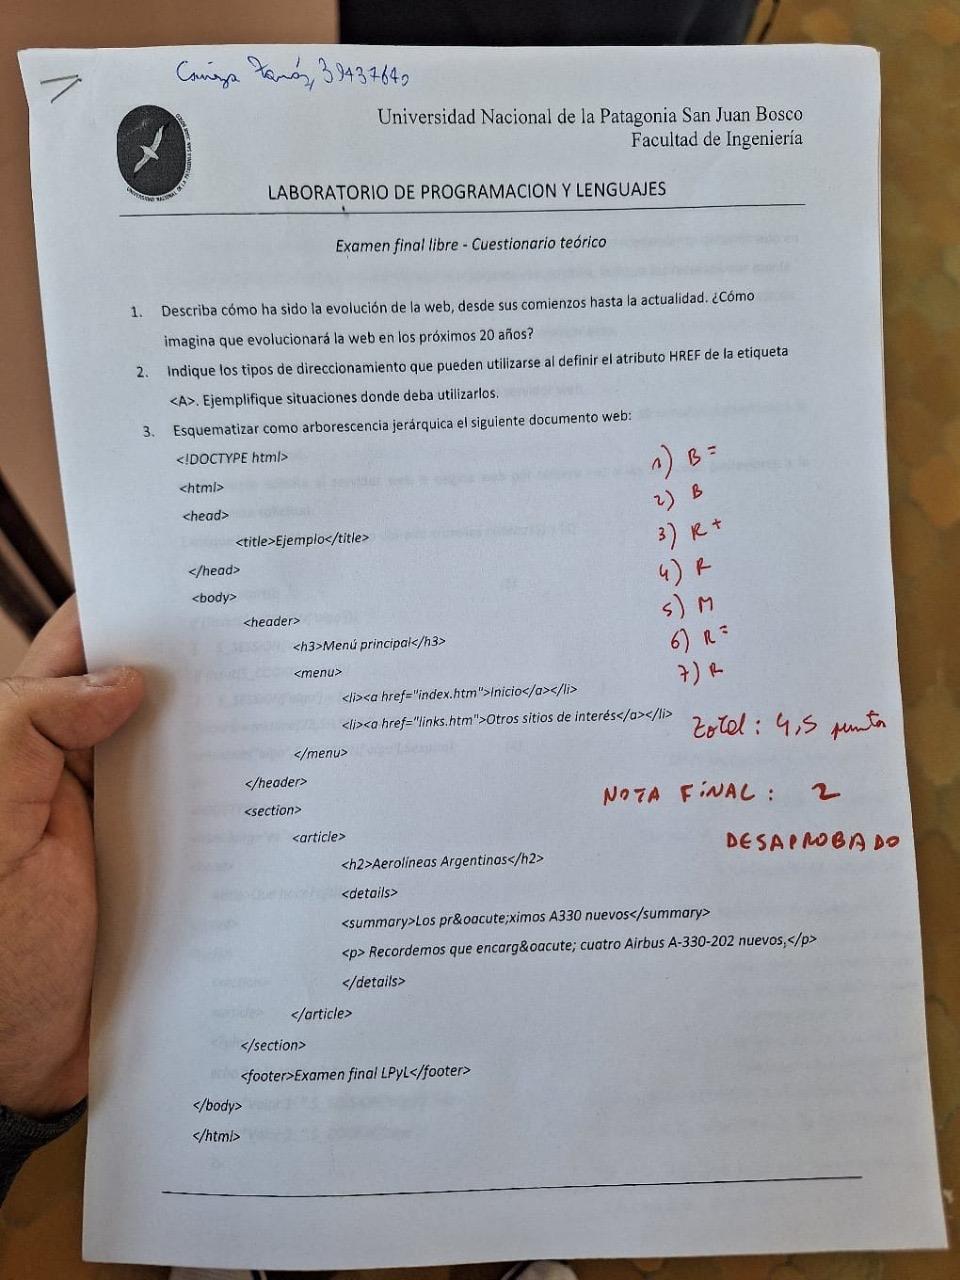 39437640
Universidad Nacional de la Patagonia San Juan Bosco
Facultad de Ingeniería
LABORATORIO DE PROGRAMACION Y LENGUAJES
Examen final libre - Cuestionario teórico
1. Describa cómo ha sido la evolución de la web, desde sus comienzos hasta la actualidad. ¿Cómo
imagina que evolucionará la web en los próximos 20 años?
2. Indique los tipos de direccionamiento que pueden utilizarse al definir el atributo HREF de la etiqueta
<A>. Ejemplifique situaciones donde deba utilizarlos.
3. Esquematizar como arborescencia jerárquica el siguiente documento web:
<!DOCTYPE html>
<html>
<head>
<title>Ejemplo</title>
</head>
<body>
<header>
<h3>Menú principal</h3>
<menu>
<li><a href="index.htm">Inicio</a></li>
<li><a href="links.htm">Otros sitios de interés</a></li>
</menu>
</header>
<section>
<article>
<h2>Aerolíneas Argentinas</h2>
<details>
<summary>Los pr&oacute;ximos A330 nuevos</summary>
<p> Recordemos que encarg&oacute; cuatro Airbus A-330-202 nuevos,</p>
</details>
</article>
</section>
<footer>Examen final LPyL</footer>
</body>
</html>
1) B =
2) B
3) R +
4) R
5) M
6) R =
7) R
Total: 4,5 puntos
NOTA FINAL: 2
DESAPROBADO